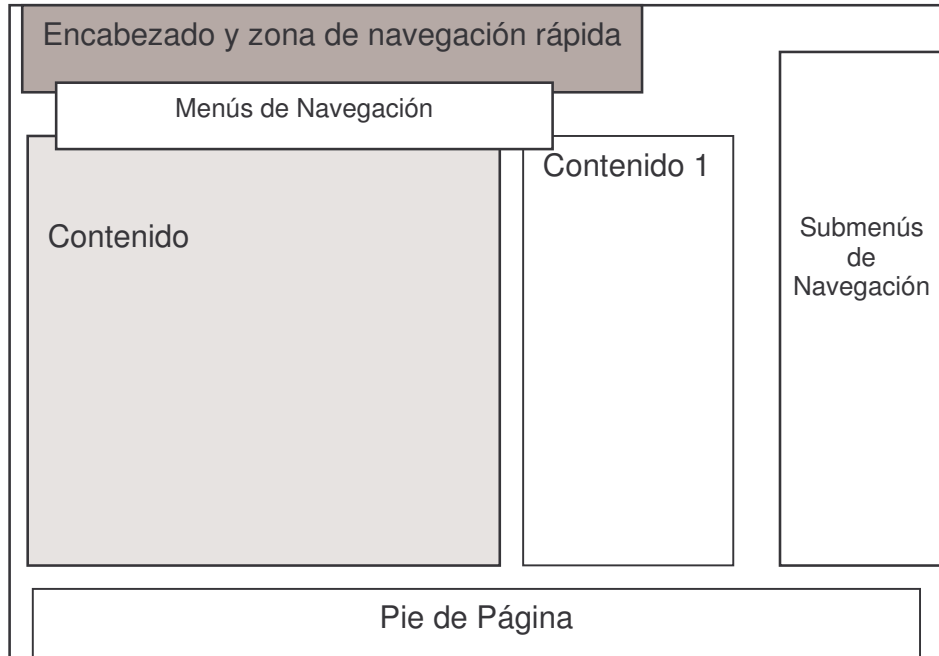 Encabezado y zona de navegación rápida
Menús de Navegación
Contenido
Contenido 1
Submenús
de
Navegación
Pie de Página